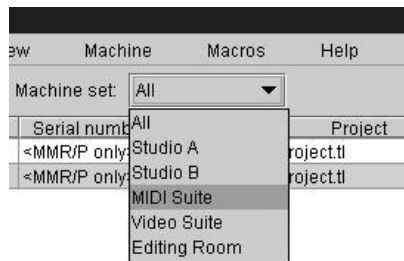 Machine Macros Help
Machine set: All
Serial numb All Project
<MMR/P only: Studio A roject.tl
<MMR/P only: Studio B roject.tl
MIDI Suite
Video Suite
Editing Room